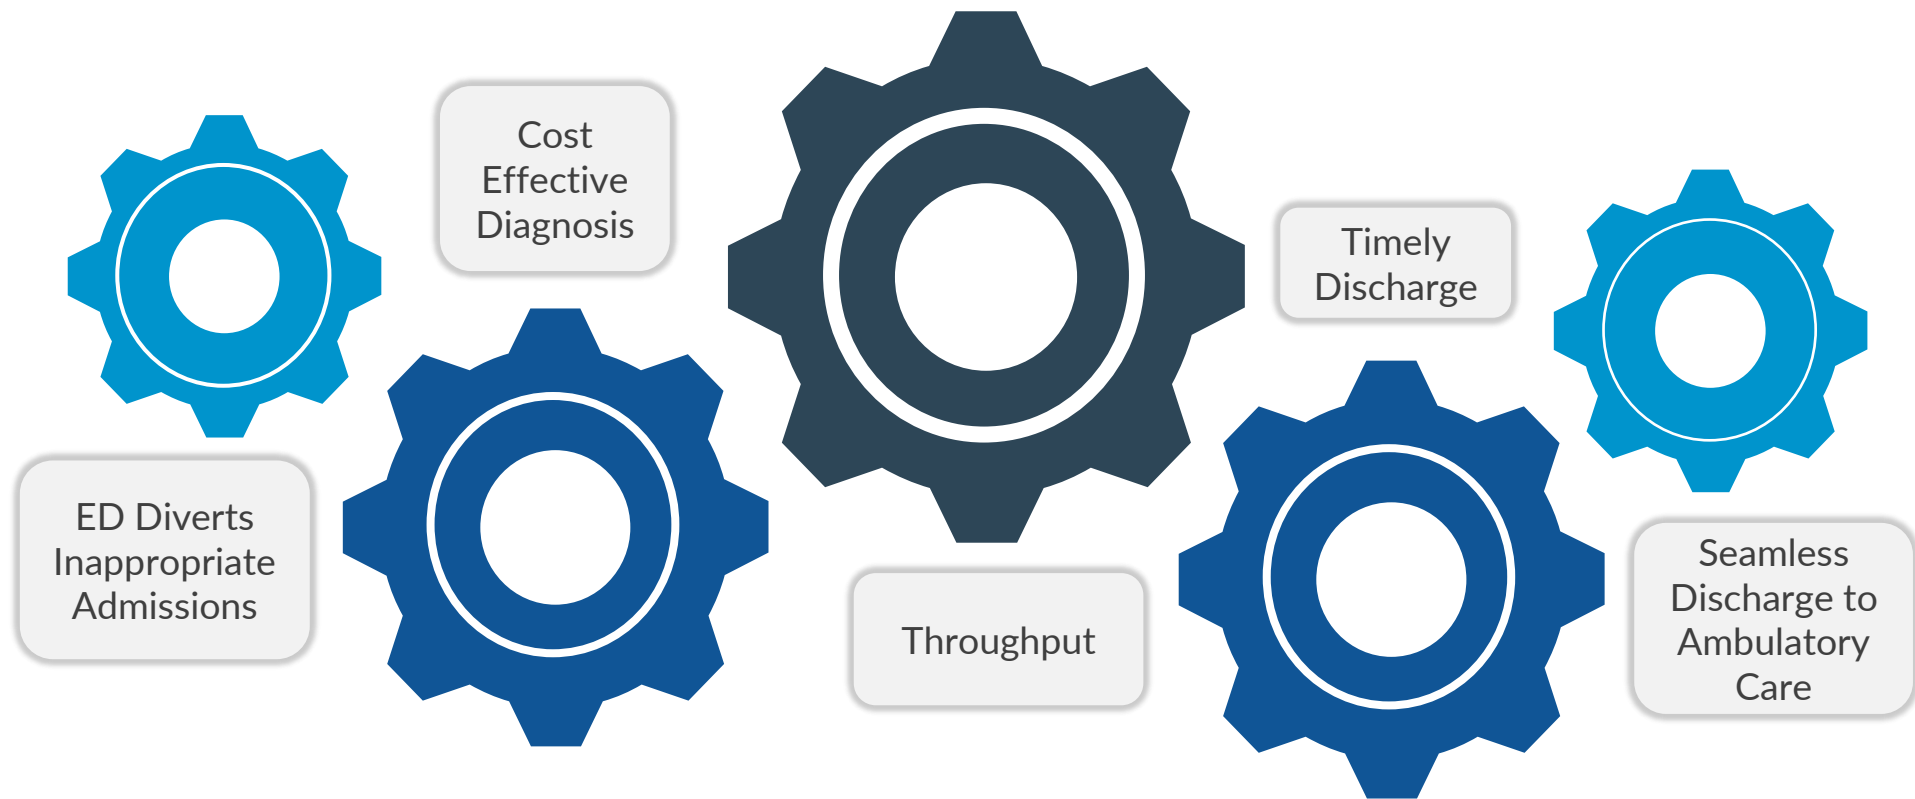 ED Diverts
Inappropriate
Admissions
Cost
Effective
Diagnosis
Throughput
Timely
Discharge
Seamless
Discharge to
Ambulatory
Care